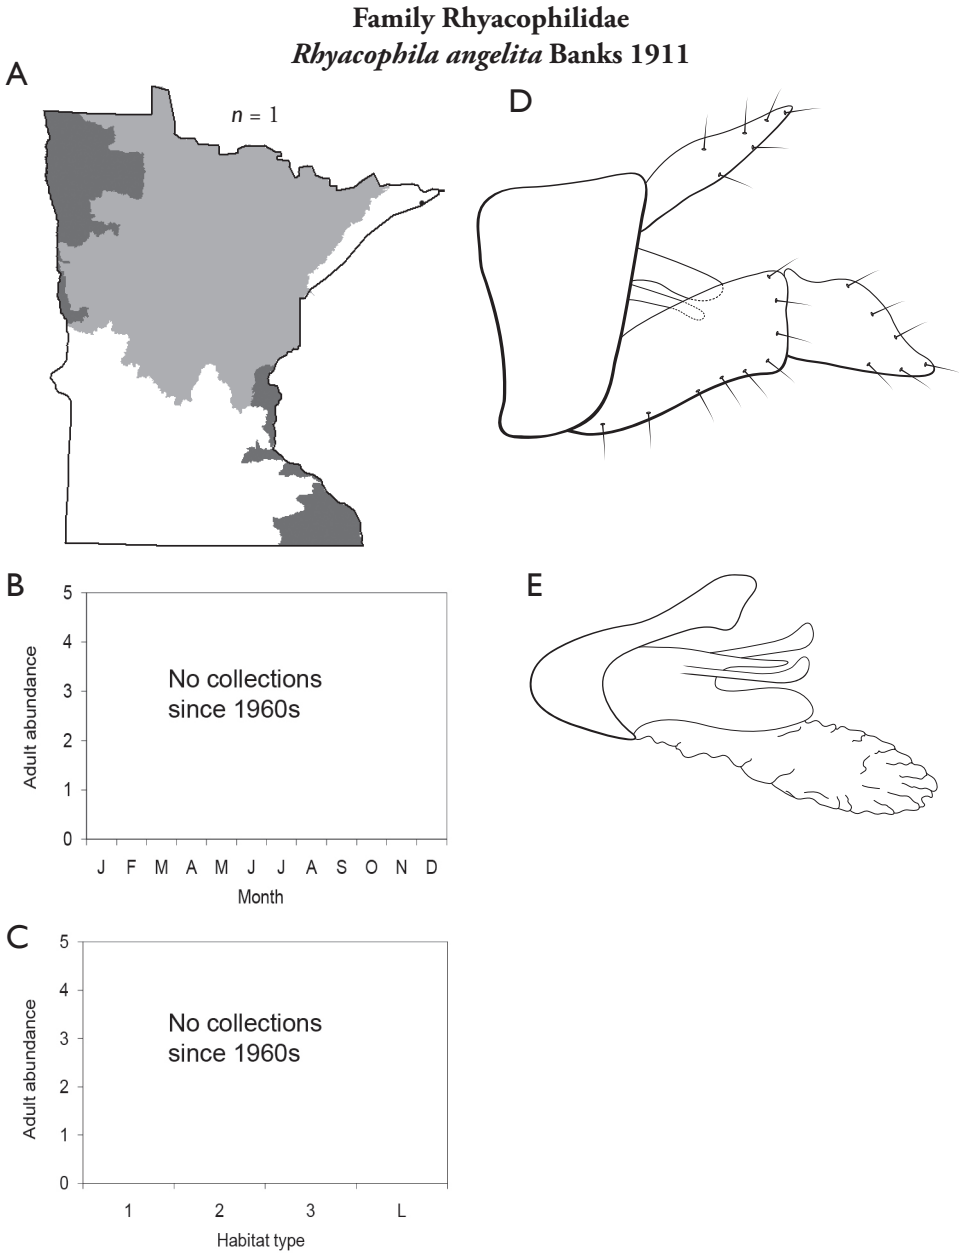 Family Rhyacophilidae
Rhyacophila angelita Banks 1911
A
n = 1
D
B
5
4
3
2
1
0
Adult abundance
No collections
since 1960s
J F M A M J J A S O N D
Month
E
C
5
4
3
2
1
0
Adult abundance
No collections
since 1960s
1 2 3 L
Habitat type